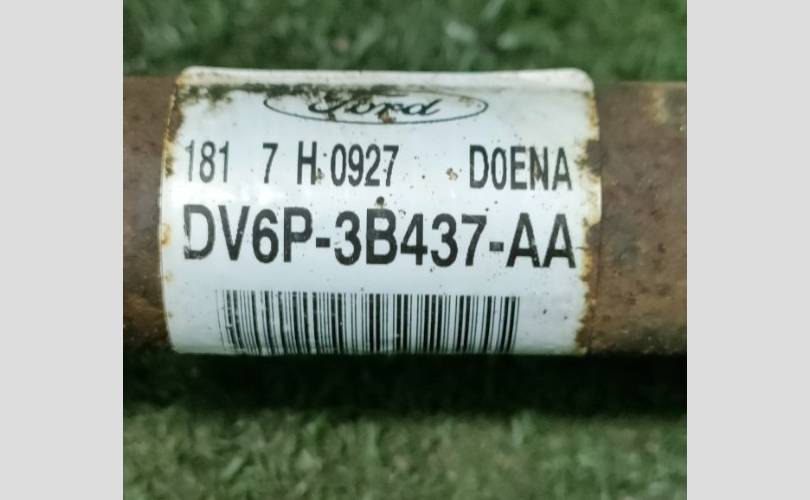 Ford
181 7 H 0927 D0ENA
DV6P-3B437-AA